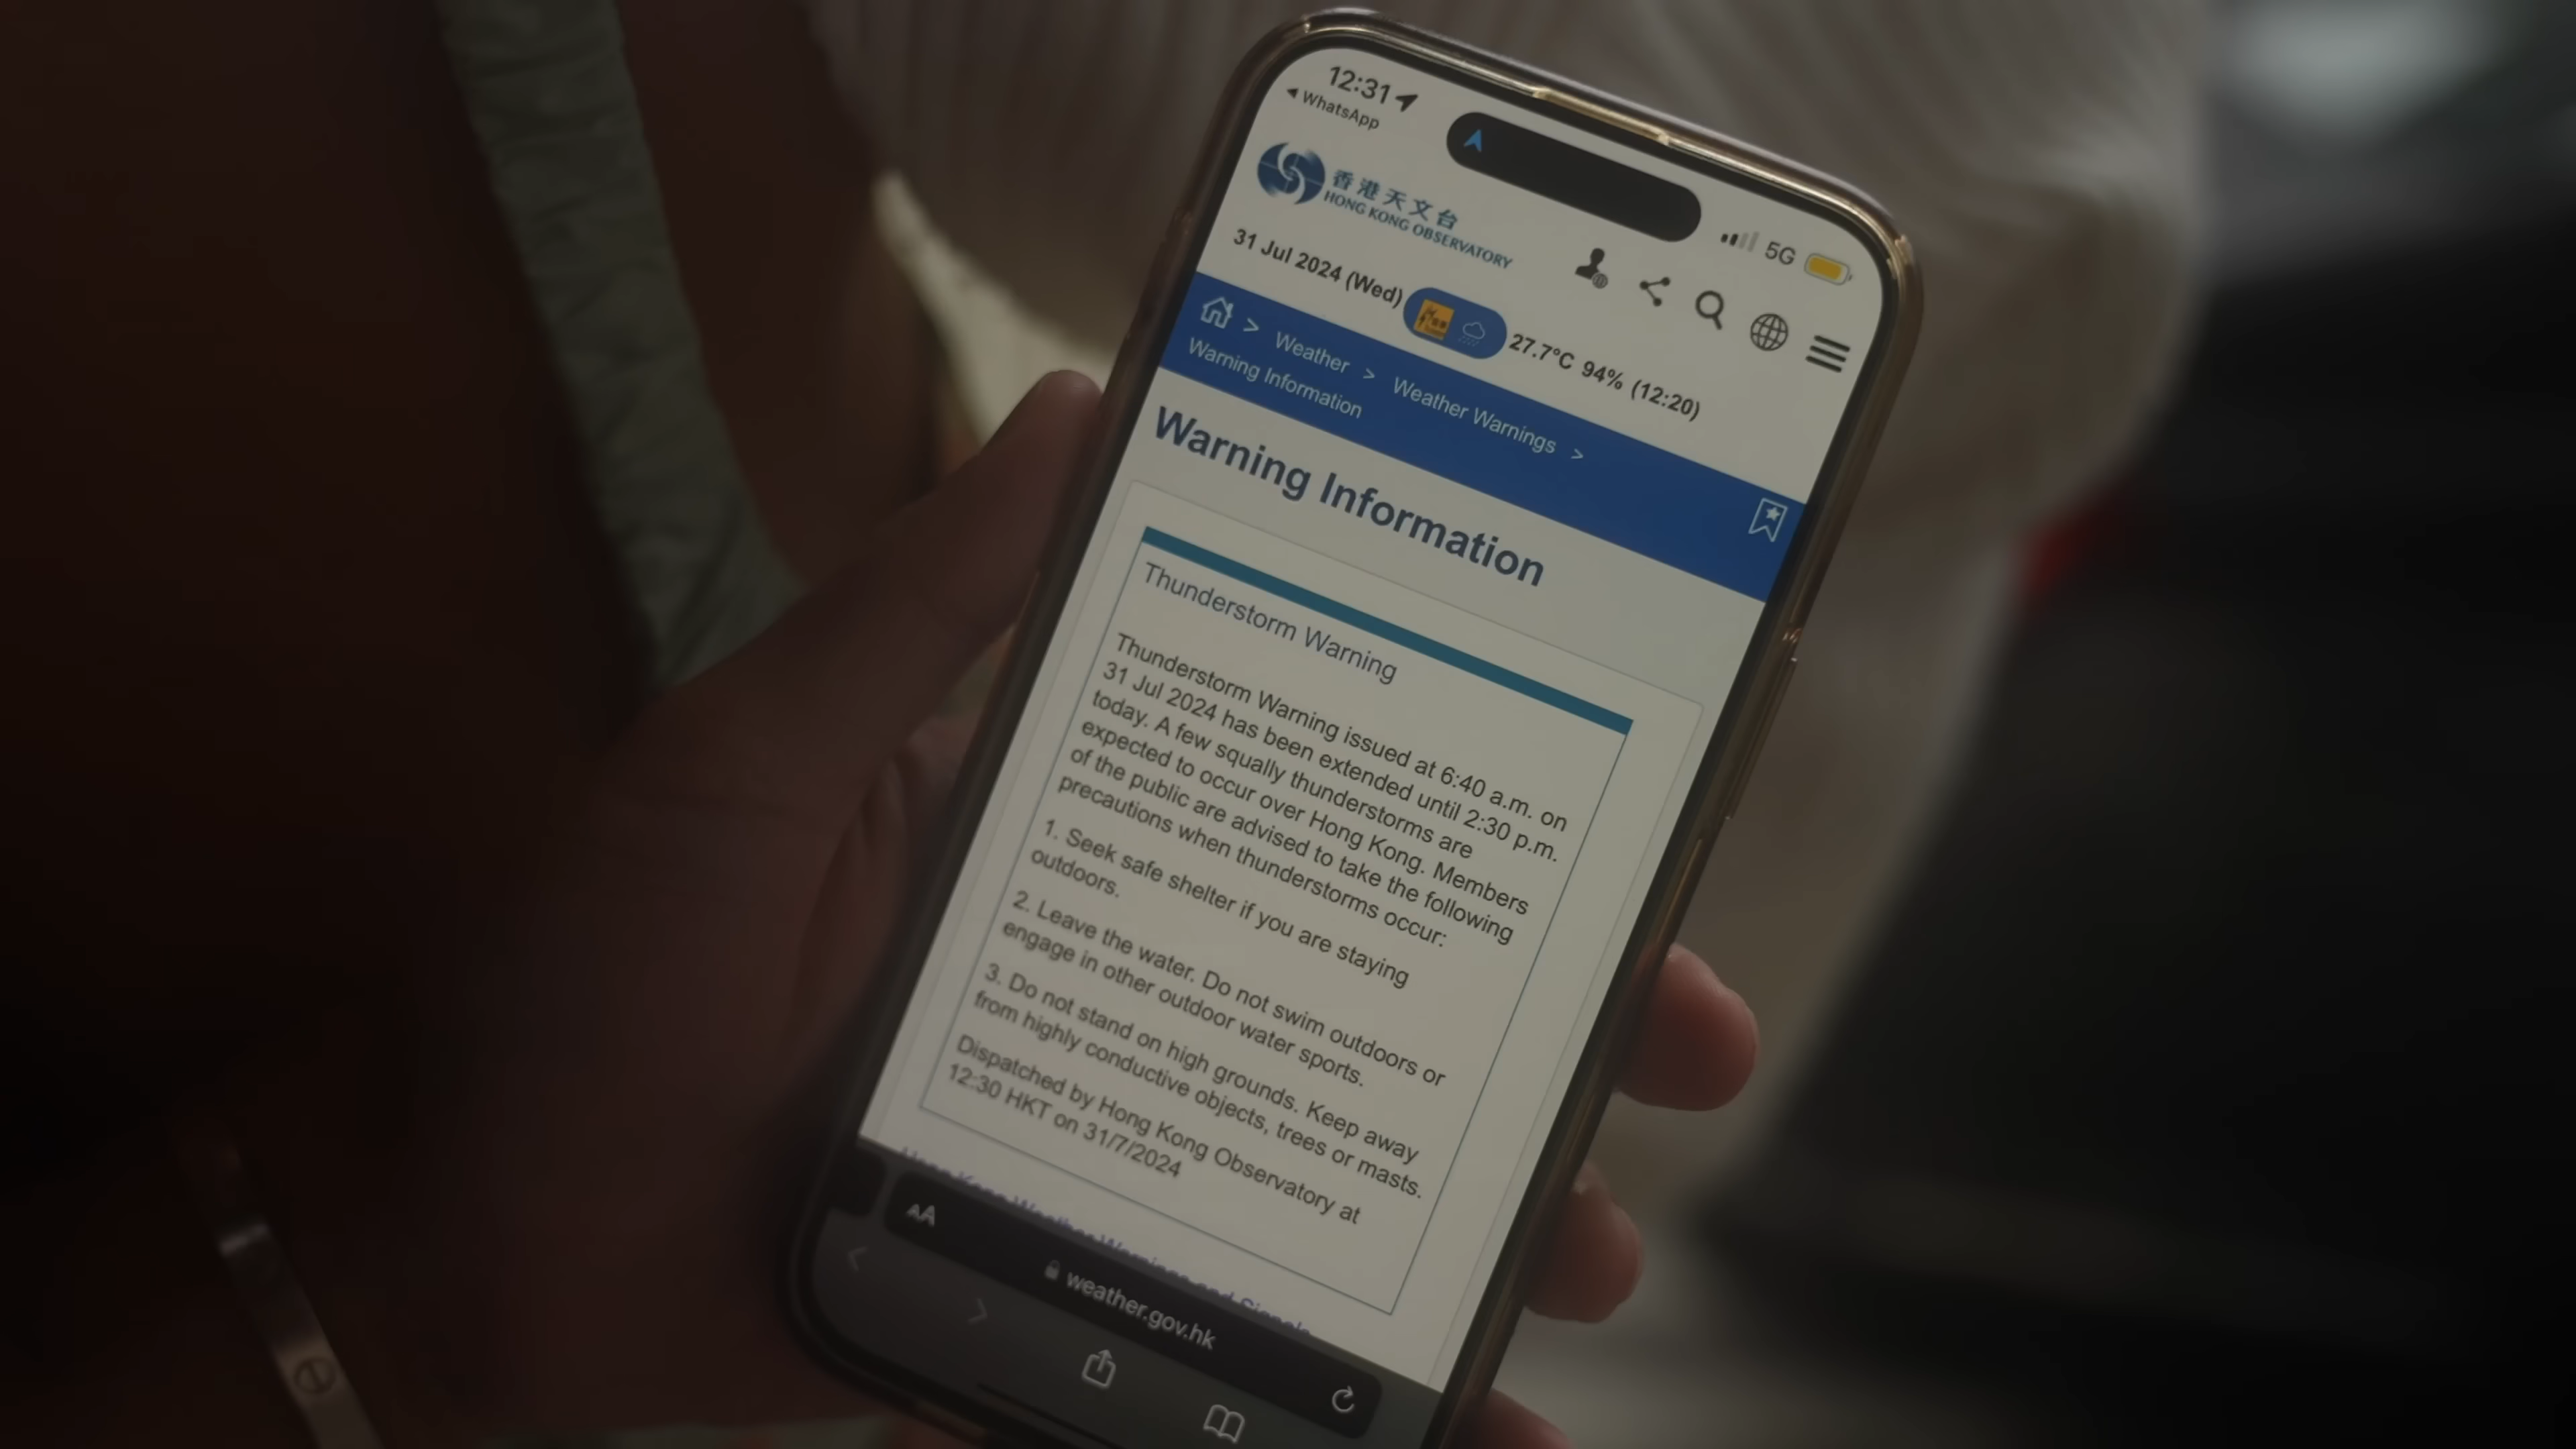 12:31
WhatsApp
5G
香港天文台
HONG KONG OBSERVATORY
31 Jul 2024 (Wed)
27.7°C 94% (12:20)
> Weather > Weather Warnings >
Warning Information
Warning Information
Thunderstorm Warning
Thunderstorm Warning issued at 6:40 a.m. on
31 Jul 2024 has been extended until 2:30 p.m.
today. A few squally thunderstorms are
expected to occur over Hong Kong. Members
of the public are advised to take the following
precautions when thunderstorms occur:
1. Seek safe shelter if you are staying
outdoors.
2. Leave the water. Do not swim outdoors or
engage in other outdoor water sports.
3. Do not stand on high grounds. Keep away
from highly conductive objects, trees or masts.
Dispatched by Hong Kong Observatory at
12:30 HKT on 31/7/2024
Hong Kong Weather Warnings and Signals
AA
weather.gov.hk